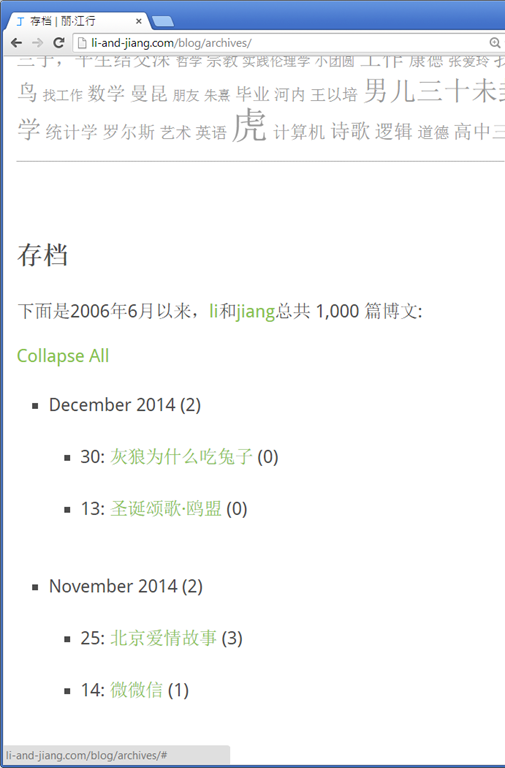 存档 | 丽·江行
li-and-jiang.com/blog/archives/
三子，平生结交深 哲学 宗教 实践伦理学 小团圆 工作 康德 张爱玲
鸟 找工作 数学 曼昆 朋友 朱熹 毕业 河内 王以培 男儿三十未
学 统计学 罗尔斯 艺术 英语 虎 计算机 诗歌 逻辑 道德 高中三
存档
下面是2006年6月以来，li和jiang总共 1,000 篇博文:
Collapse All
December 2014 (2)
30: 灰狼为什么吃兔子 (0)
13: 圣诞颂歌·鸥盟 (0)
November 2014 (2)
25: 北京爱情故事 (3)
14: 微微信 (1)
li-and-jiang.com/blog/archives/#